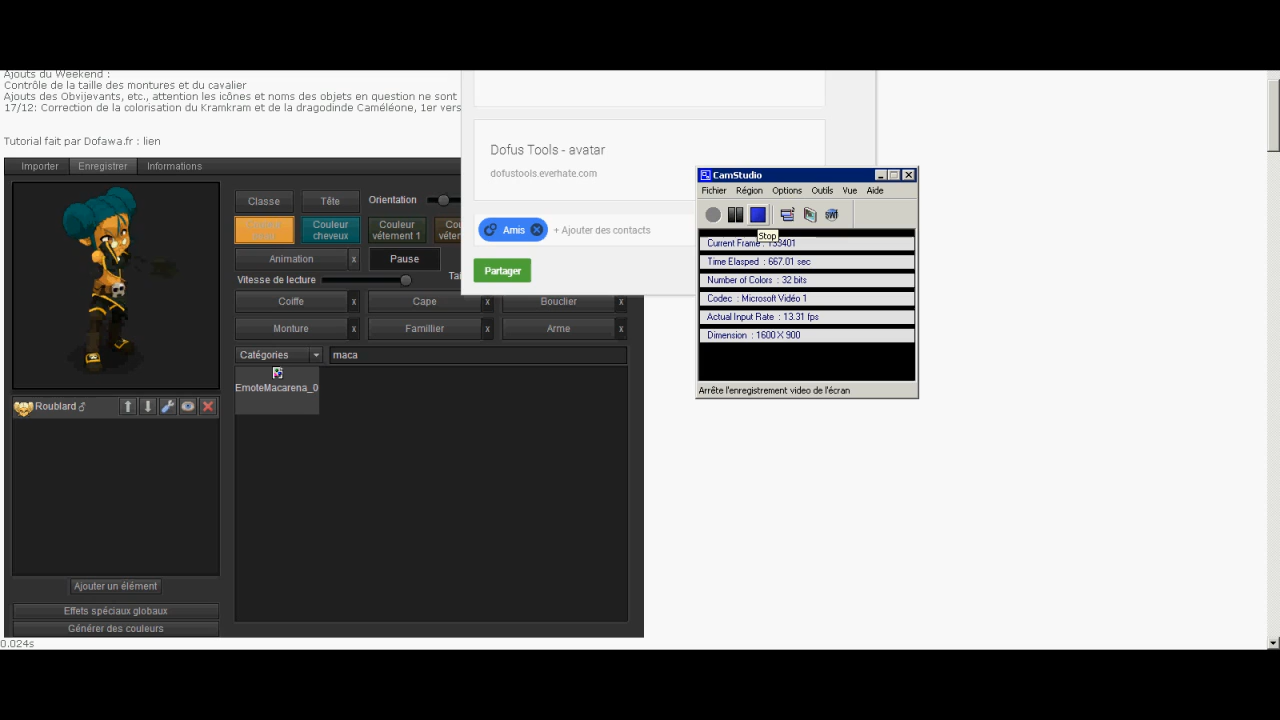 Ajouts du Weekend :
Contrôle de la taille des montures et du cavalier
Ajouts des Obvijevants, etc., attention les icônes et noms des objets en question ne sont
17/12: Correction de la colorisation du Kramkram et de la dragodinde Caméléone, 1er vers
Tutorial fait par Dofawa.fr : lien
Importer Enregistrer Informations
Classe Tête Orientation
Couleur cheveux
Couleur vétement 1
Animation x Pause
Vitesse de lecture
Coiffe x Cape x Bouclier x
Monture x Famillier x Arme x
Catégories maca
EmoteMacarena_0
Roublard
Ajouter un élément
Effets spéciaux globaux
Générer des couleurs
0.024s
Dofus Tools - avatar
dofustools.everhate.com
Amis + Ajouter des contacts
Partager
CamStudio
Fichier Région Options Outils Vue Aide
SWF
Stop
Current Frame :
Time Elasped : 667.01 sec
Number of Colors : 32 bits
Codec : Microsoft Vidéo 1
Actual Input Rate : 13.31 fps
Dimension : 1600 X 900
Arrête l'enregistrement video de l'écran